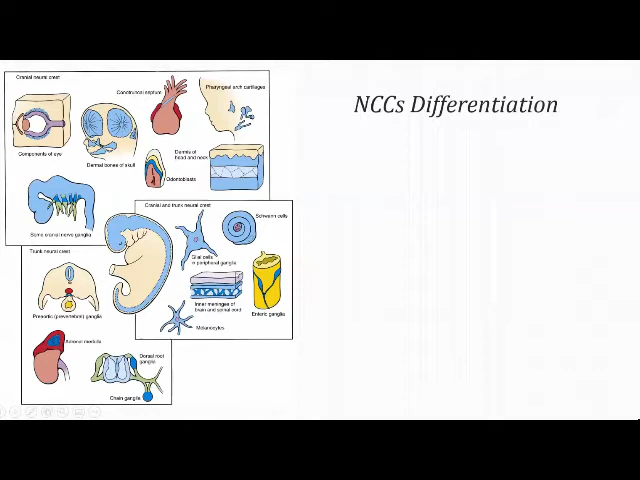 NCCs Differentiation
Cranial neural crest
Conotruncal septum
Pharyngeal arch cartilages
Components of eye
Dermal bones of skull
Dermis of
head and neck
Odontoblasts
Some cranial nerve ganglia
Cranial and trunk neural crest
Schwann cells
Glial cells
in peripheral ganglia
Inner meninges of
brain and spinal cord
Enteric ganglia
Melanocytes
Trunk neural crest
Preaortic (prevertebral) ganglia
Adrenal medulla
Dorsal root
ganglia
Chain ganglia